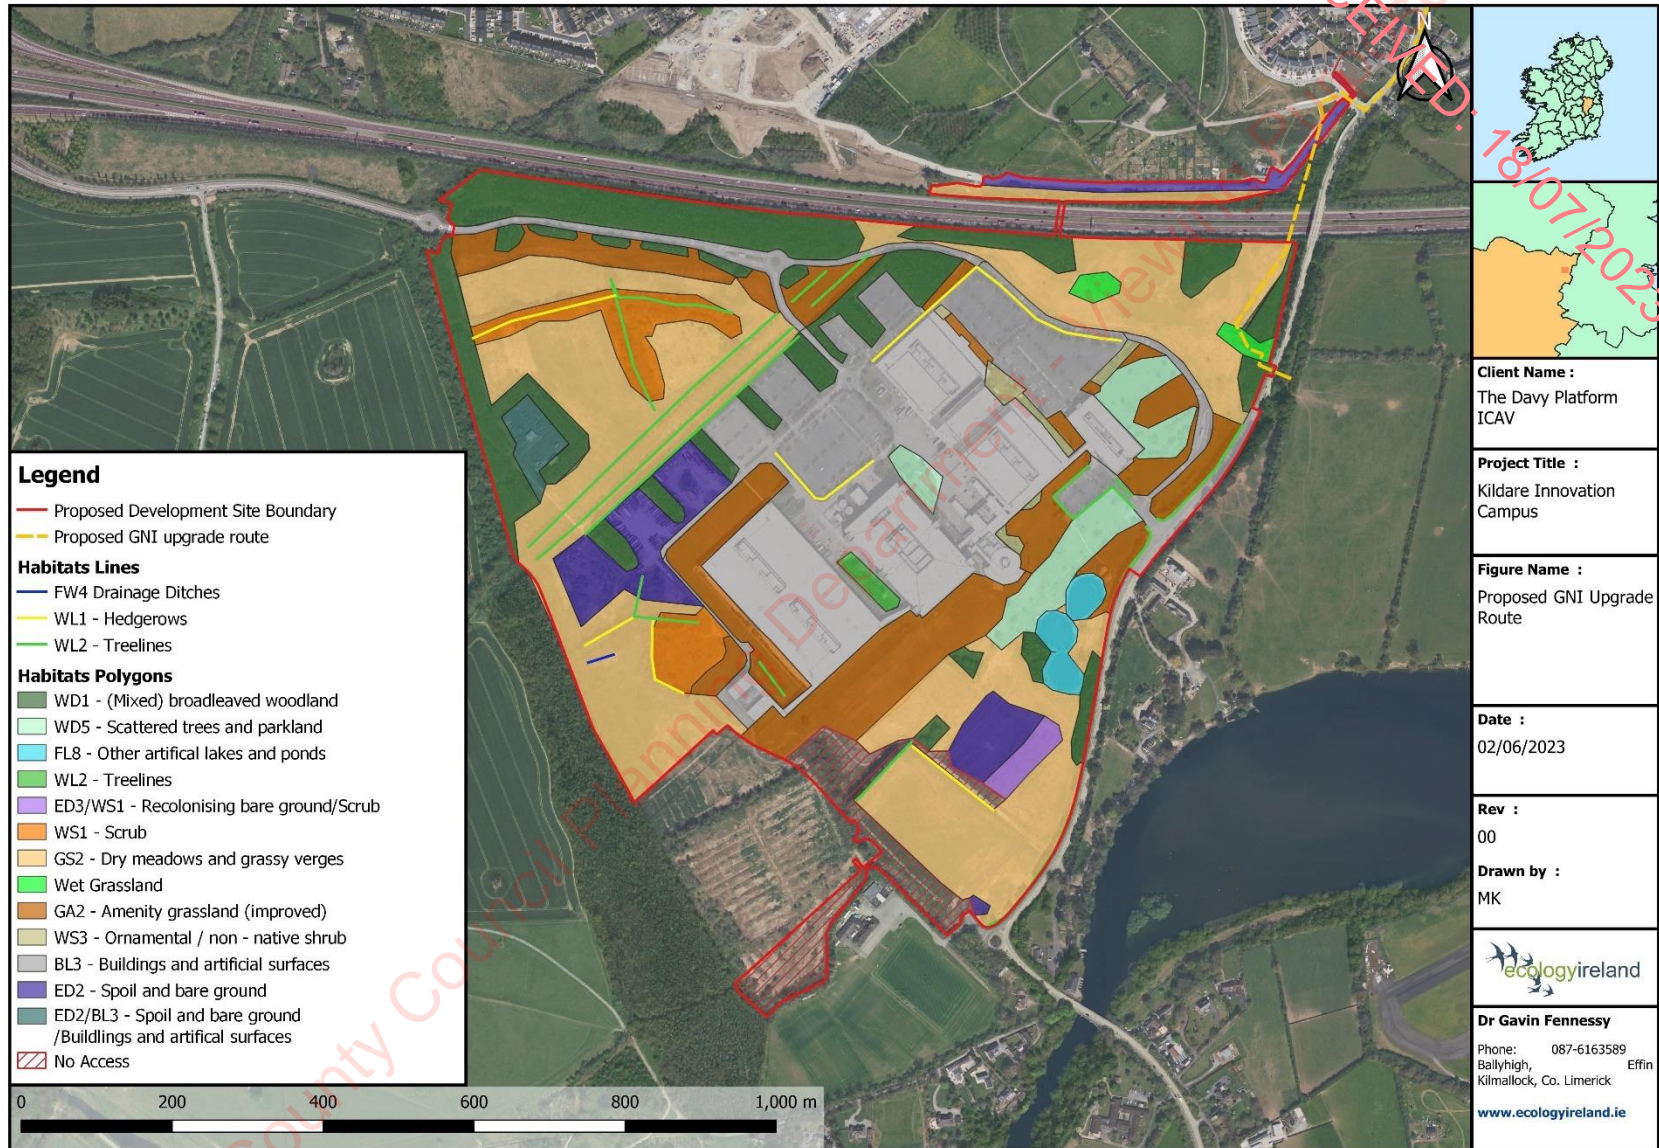 Legend
Proposed Development Site Boundary
Proposed GNI upgrade route
Habitats Lines
FW4 Drainage Ditches
WL1 - Hedgerows
WL2 - Treelines
Habitats Polygons
WD1 - (Mixed) broadleaved woodland
WD5 - Scattered trees and parkland
FL8 - Other artifical lakes and ponds
WL2 - Treelines
ED3/WS1 - Recolonising bare ground/Scrub
WS1 - Scrub
GS2 - Dry meadows and grassy verges
Wet Grassland
GA2 - Amenity grassland (improved)
WS3 - Ornamental / non - native shrub
BL3 - Buildings and artificial surfaces
ED2 - Spoil and bare ground
ED2/BL3 - Spoil and bare ground
/Buildlings and artifical surfaces
No Access
0 200 400 600 800 1,000 m
N
CEIVED: 18/07/2023
County Council Planning Department - Viewing
Client Name :
The Davy Platform
ICAV
Project Title :
Kildare Innovation
Campus
Figure Name :
Proposed GNI Upgrade
Route
Date :
02/06/2023
Rev :
00
Drawn by :
MK
ecologyireland
Dr Gavin Fennessy
Phone: 087-6163589
Ballyhigh, Effin
Kilmallock, Co. Limerick
www.ecologyireland.ie